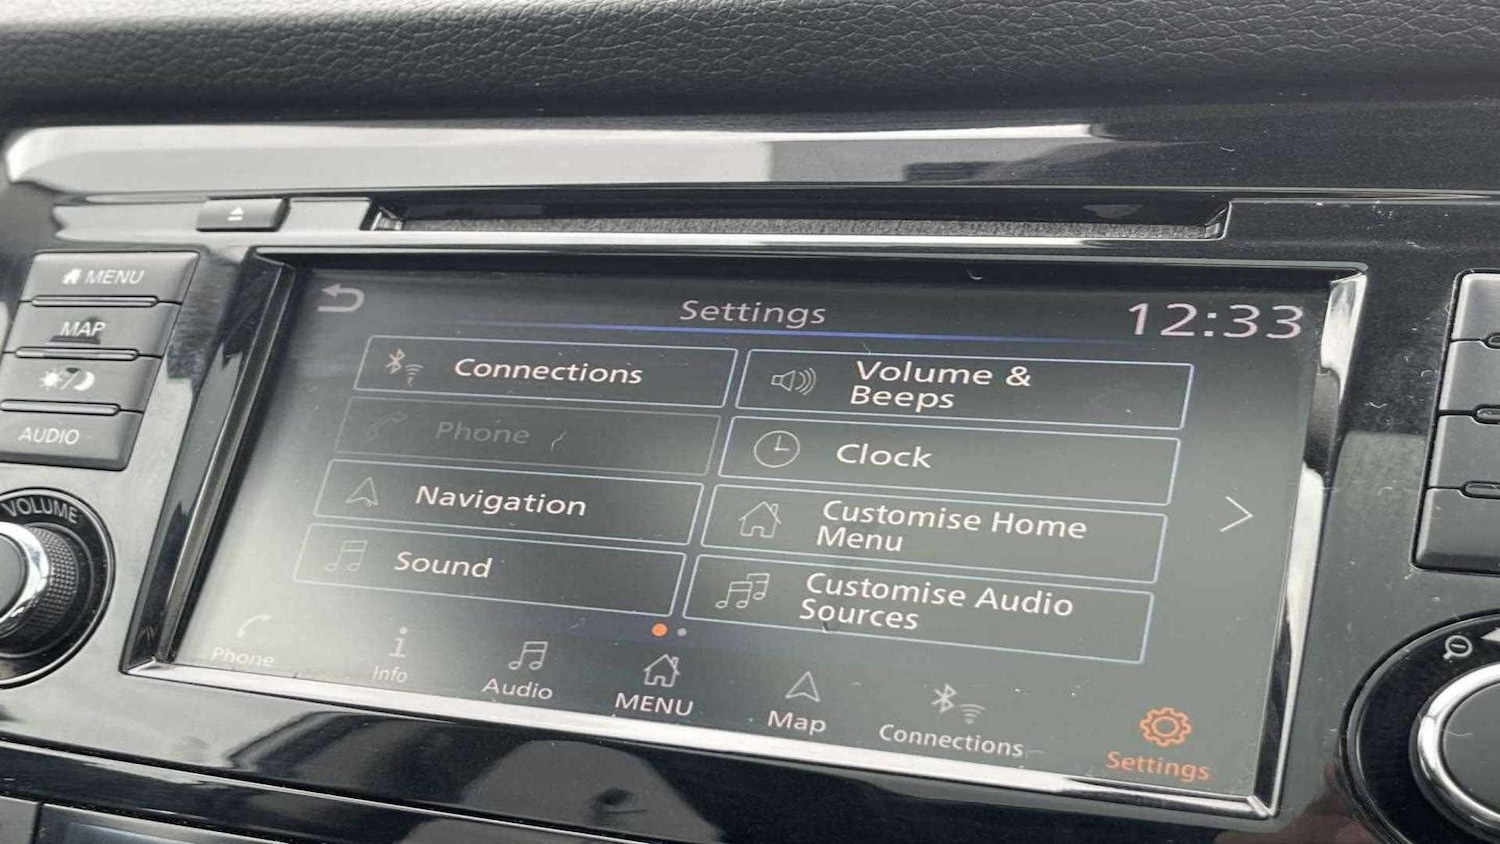 MENU
MAP
AUDIO
VOLUME
Settings
12:33
Connections
Volume &
Beeps
Phone
Clock
Navigation
Customise Home
Menu
Sound
Customise Audio
Sources
Phone
Info
Audio
MENU
Map
Connections
Settings